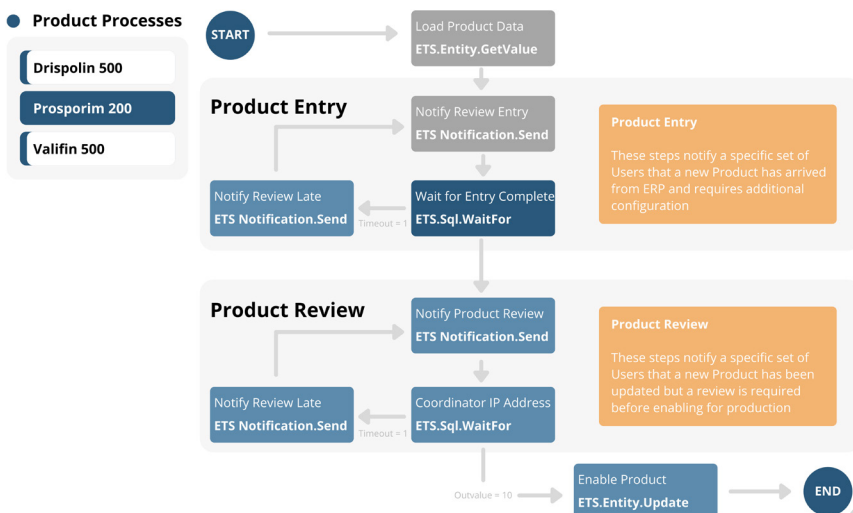 Product Processes
Drispolin 500
Prosporim 200
Valifin 500
START
Load Product Data
ETS.Entity.GetValue
Product Entry
Notify Review Entry
ETS Notification.Send
Notify Review Late
ETS Notification.Send
Timeout = 1
Wait for Entry Complete
ETS.Sql.WaitFor
Product Entry
These steps notify a specific set of
Users that a new Product has arrived
from ERP and requires additional
configuration
Product Review
Notify Product Review
ETS Notification.Send
Notify Review Late
ETS Notification.Send
Timeout = 1
Coordinator IP Address
ETS.Sql.WaitFor
Product Review
These steps notify a specific set of
Users that a new Product has been
updated but a review is required
before enabling for production
Outvalue = 10
Enable Product
ETS.Entity.Update
END